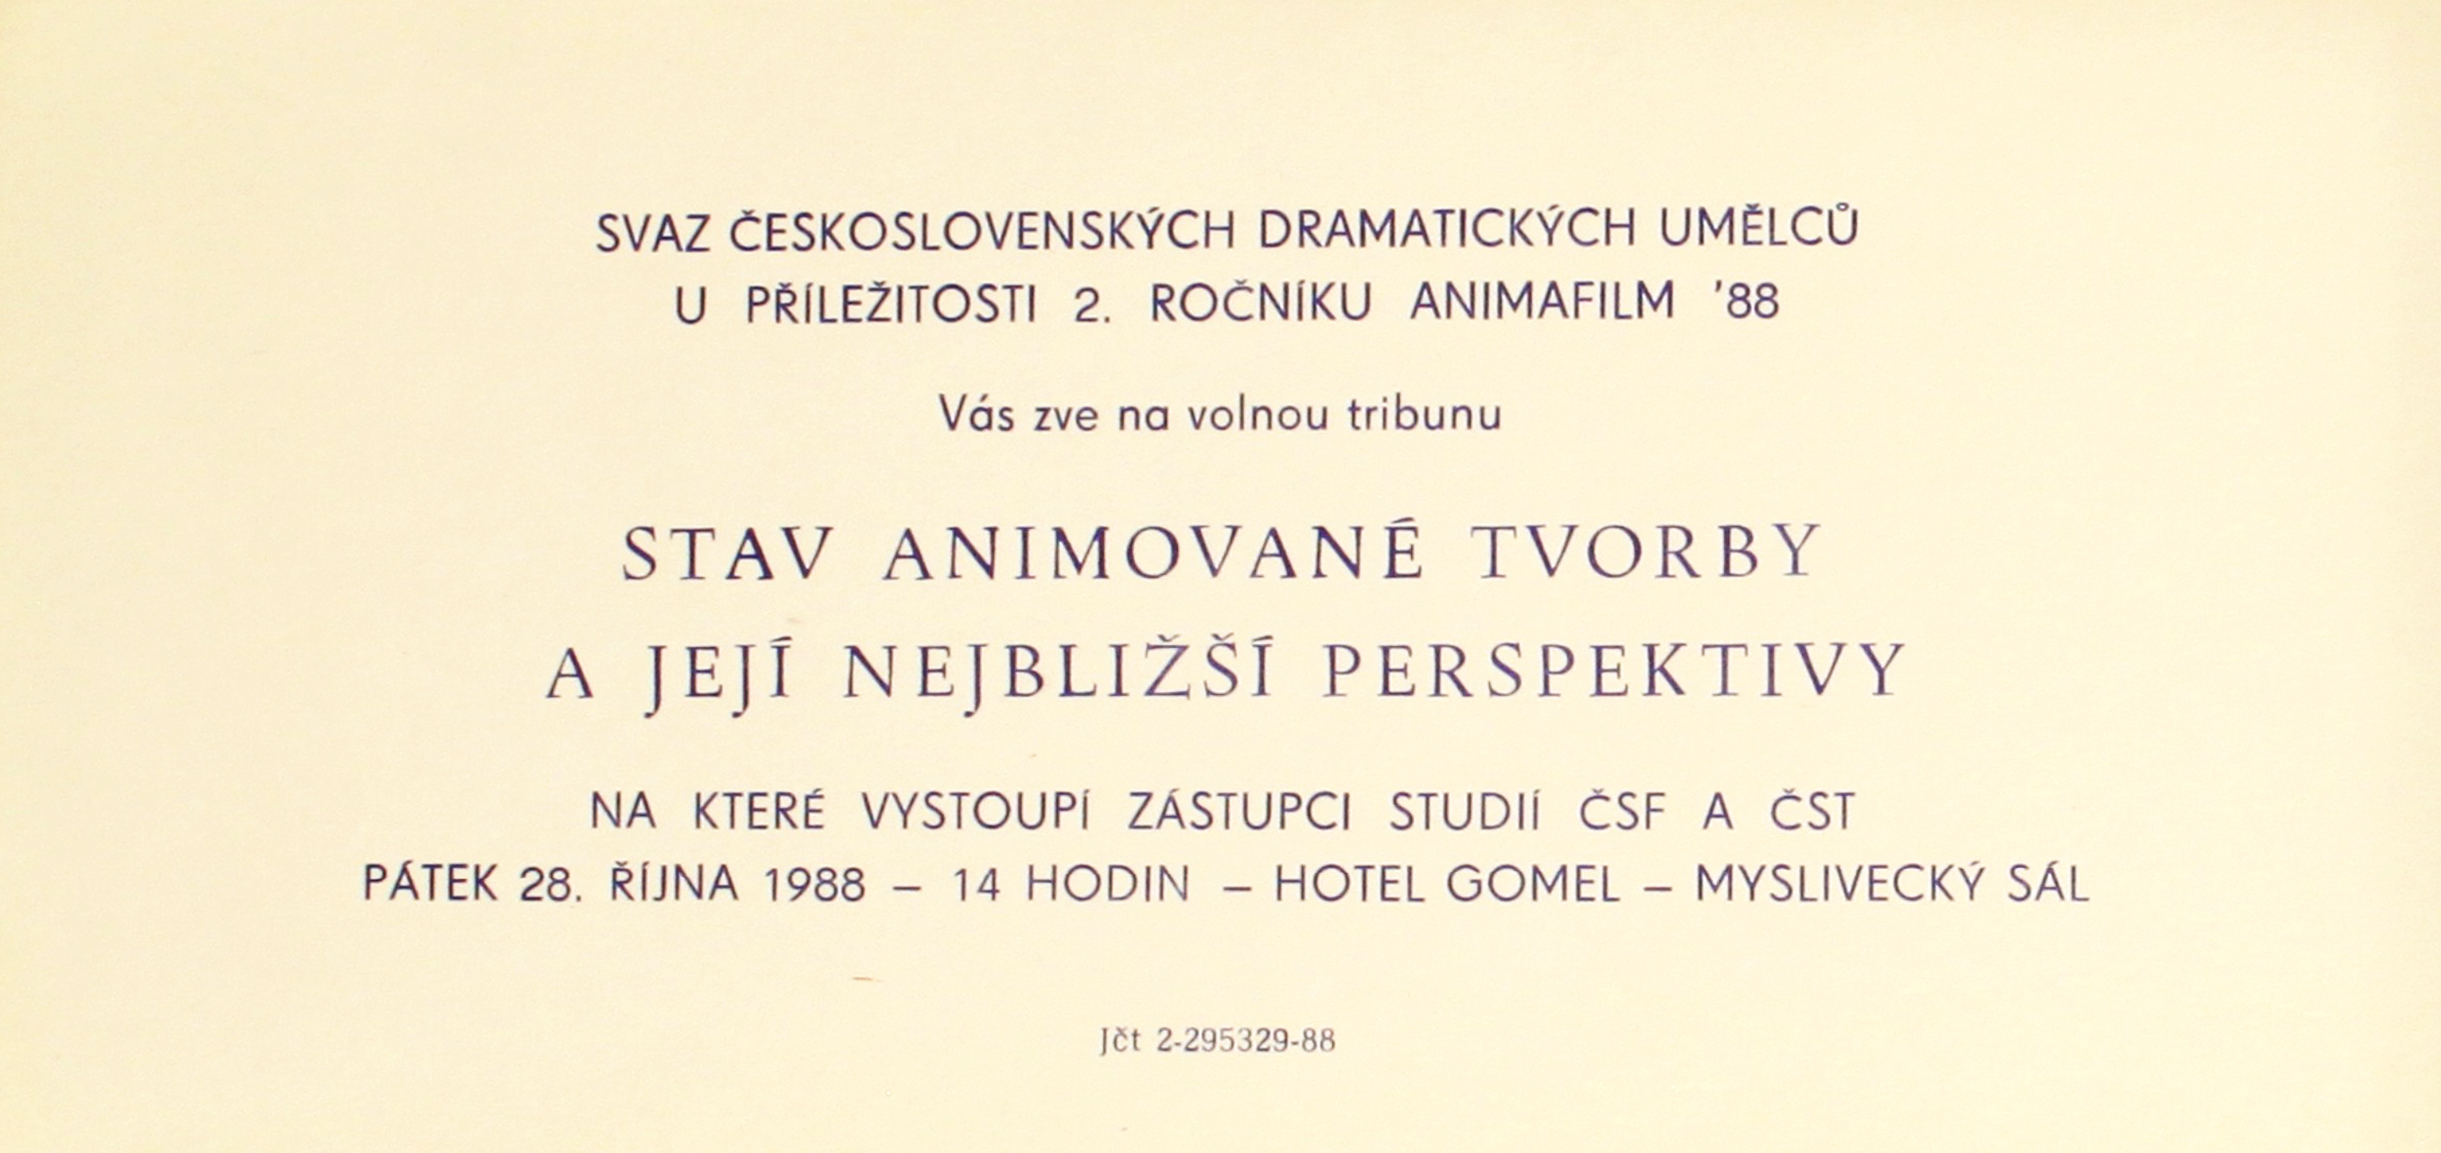 SVAZ ČESKOSLOVENSKÝCH DRAMATICKÝCH UMĚLCŮ
U PŘÍLEŽITOSTI 2. ROČNÍKU ANIMAFILM '88
Vás zve na volnou tribunu
STAV ANIMOVANÉ TVORBY
A JEJÍ NEJBLIŽŠÍ PERSPEKTIVY
NA KTERÉ VYSTOUPÍ ZÁSTUPCI STUDIÍ ČSF A ČST
PÁTEK 28. ŘÍJNA 1988 – 14 HODIN – HOTEL GOMEL – MYSLIVECKÝ SÁL
Jčt 2-295329-88